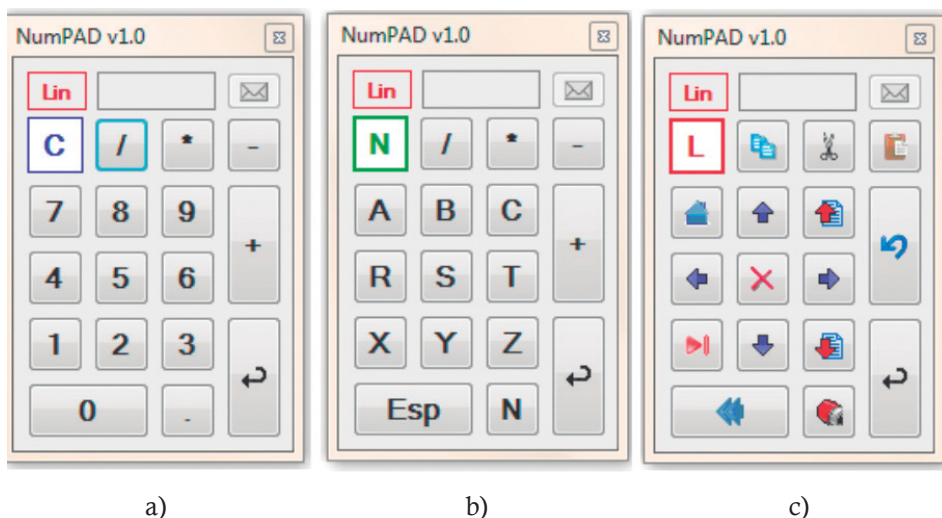 NumPAD v1.0
Lin
C / * -
7 8 9
+
4 5 6
1 2 3
0 .
a)
NumPAD v1.0
Lin
N / * -
A B C
+
R S T
X Y Z
Esp N
b)
NumPAD v1.0
Lin
L
c)